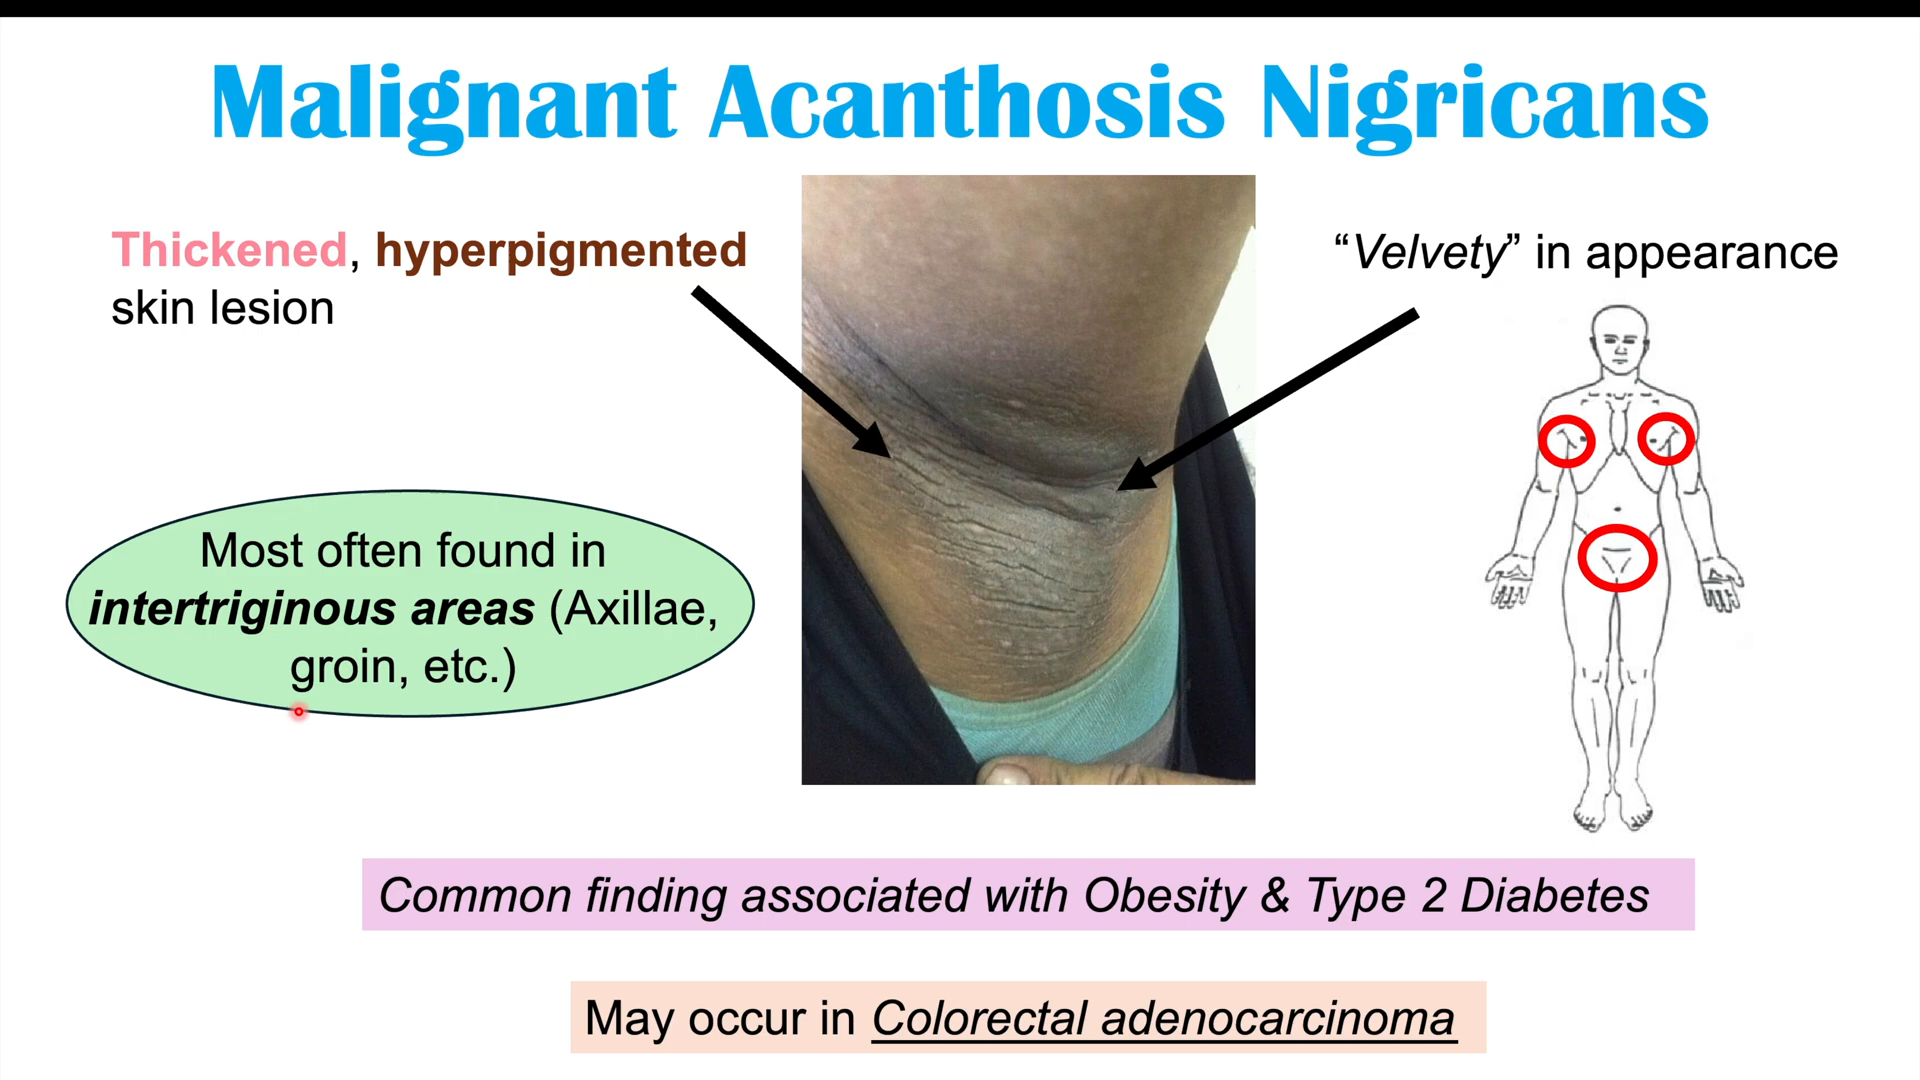 Malignant Acanthosis Nigricans
Thickened, hyperpigmented
skin lesion
“Velvety” in appearance
Most often found in
intertriginous areas (Axillae,
groin, etc.)
Common finding associated with Obesity & Type 2 Diabetes
May occur in Colorectal adenocarcinoma